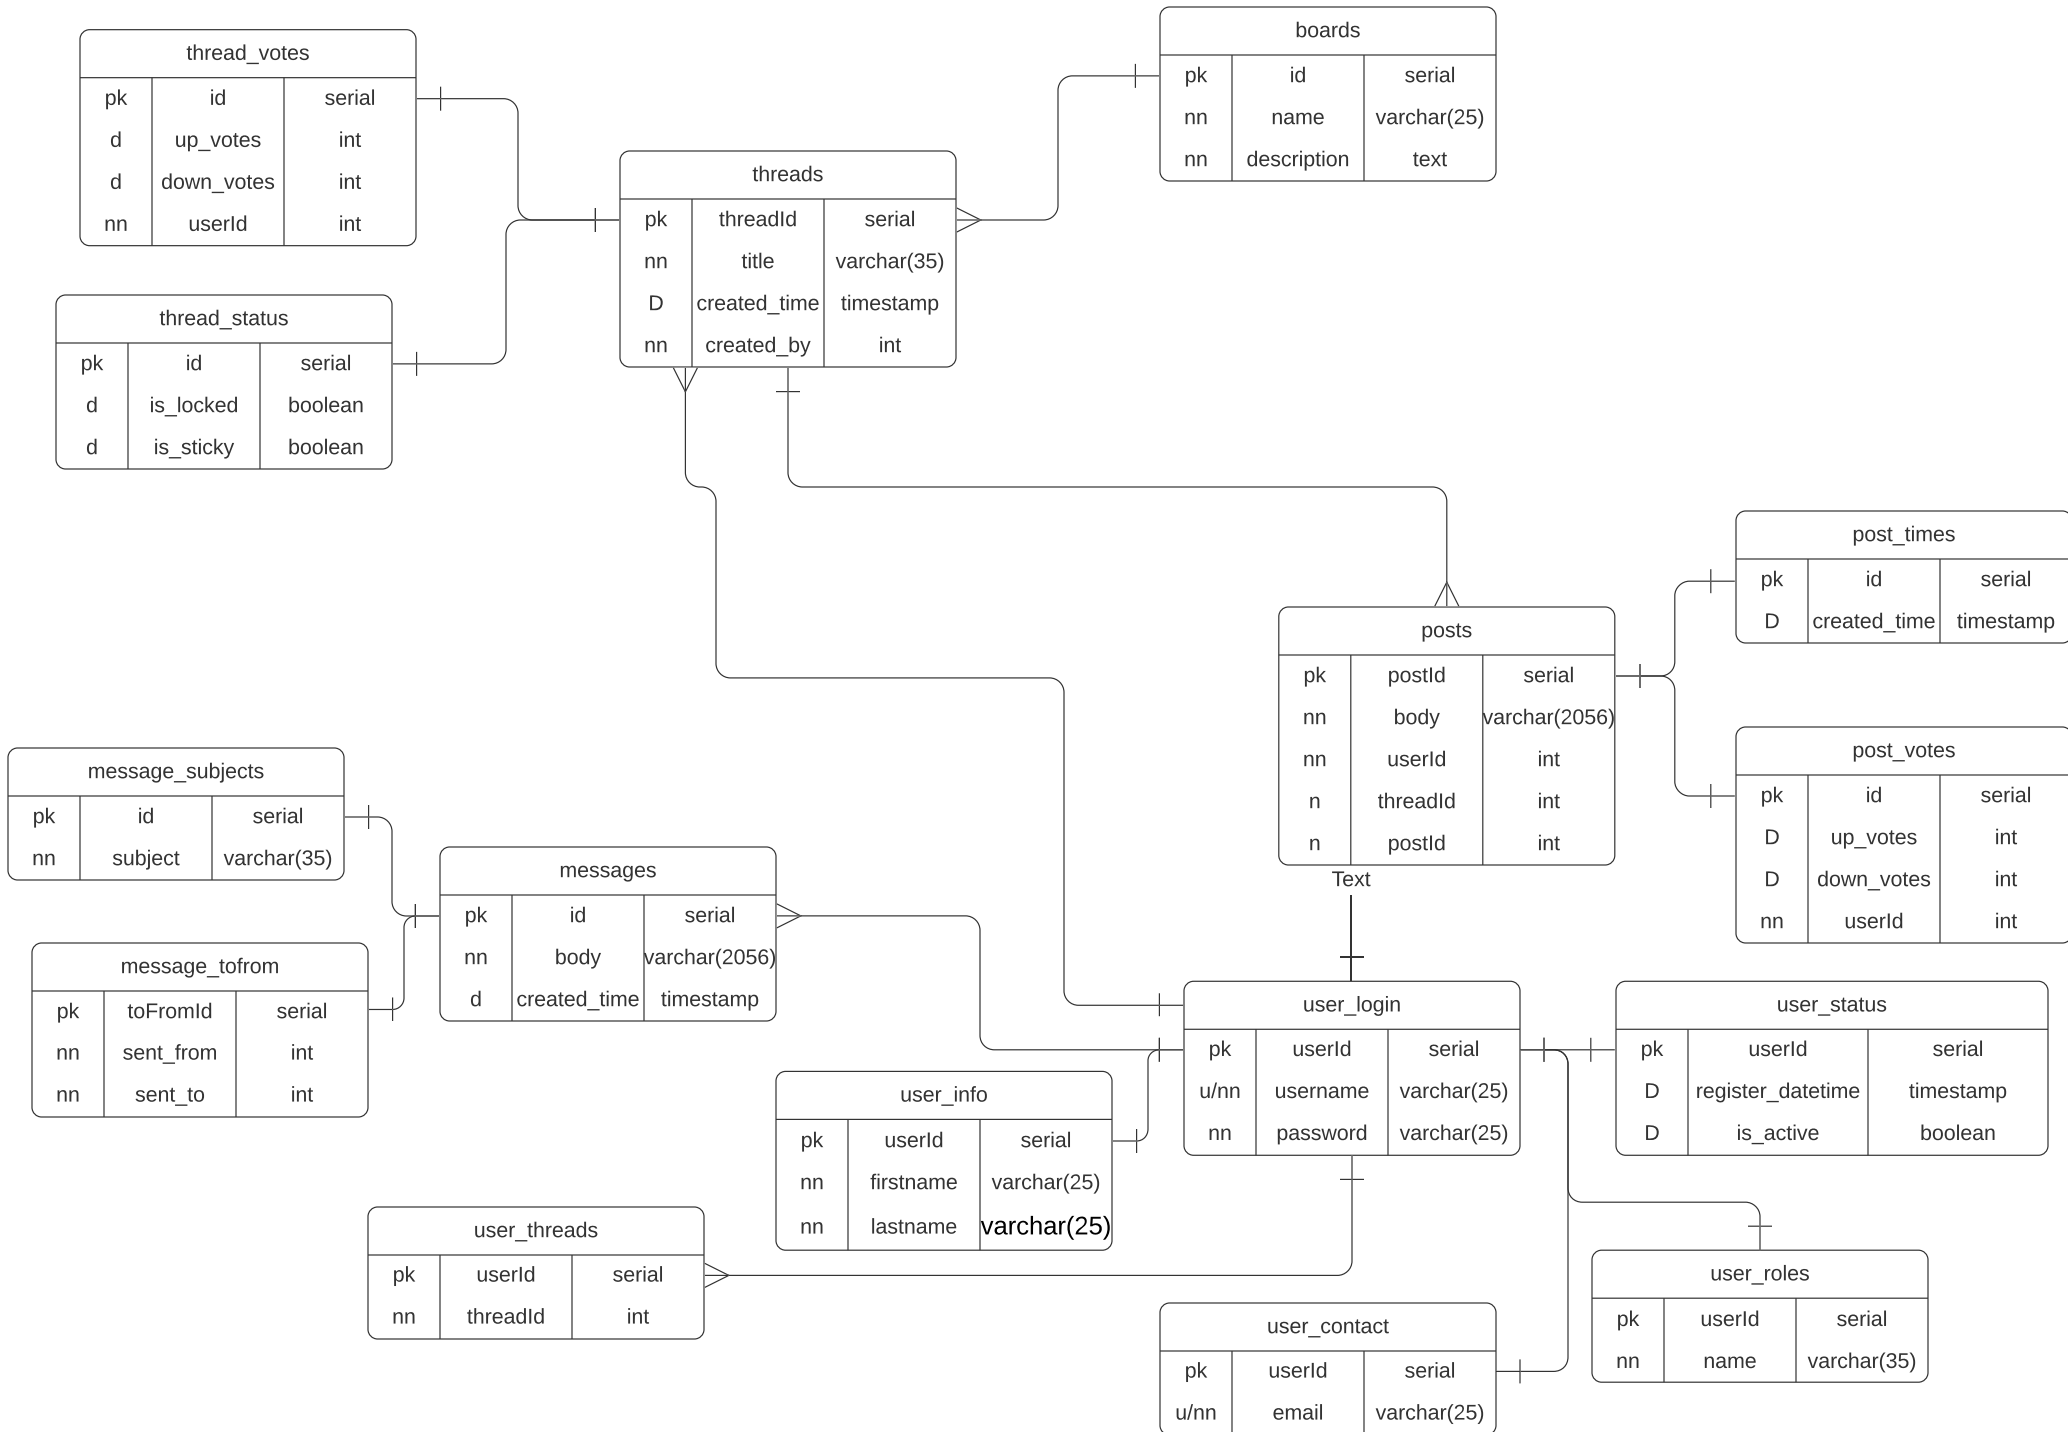 thread_votes
pk id serial
d up_votes int
d down_votes int
nn userId int
boards
pk id serial
nn name varchar(25)
nn description text
threads
pk threadId serial
nn title varchar(35)
D created_time timestamp
nn created_by int
thread_status
pk id serial
d is_locked boolean
d is_sticky boolean
post_times
pk id serial
D created_time timestamp
posts
pk postId serial
nn body varchar(2056)
nn userId int
n threadId int
n postId int
Text
post_votes
pk id serial
D up_votes int
D down_votes int
nn userId int
message_subjects
pk id serial
nn subject varchar(35)
messages
pk id serial
nn body varchar(2056)
d created_time timestamp
message_tofrom
pk toFromId serial
nn sent_from int
nn sent_to int
user_login
pk userId serial
u/nn username varchar(25)
nn password varchar(25)
user_status
pk userId serial
D register_datetime timestamp
D is_active boolean
user_info
pk userId serial
nn firstname varchar(25)
nn lastname varchar(25)
user_threads
pk userId serial
nn threadId int
user_roles
pk userId serial
nn name varchar(35)
user_contact
pk userId serial
u/nn email varchar(25)